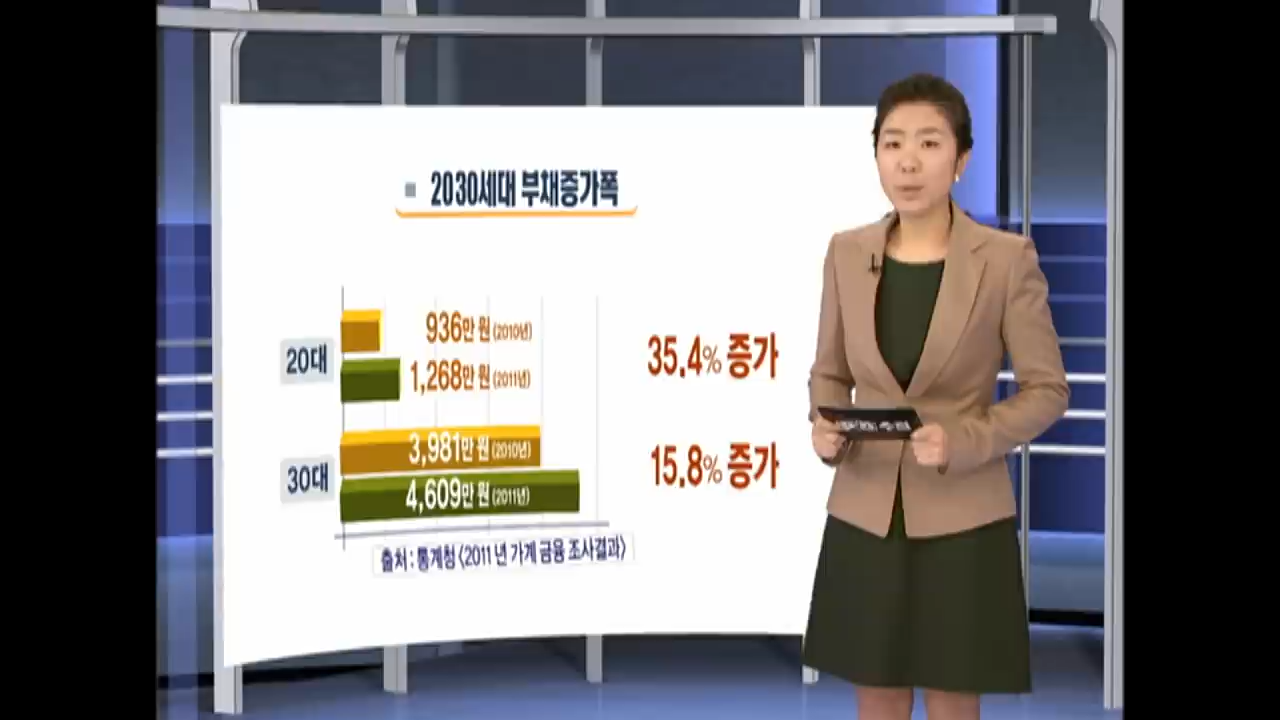 2030세대 부채증가폭
20대
936만 원 (2010년)
1,268만 원 (2011년)
35.4% 증가
30대
3,981만 원 (2010년)
4,609만 원 (2011년)
15.8% 증가
출처 : 통계청 <2011년 가계 금융 조사결과>